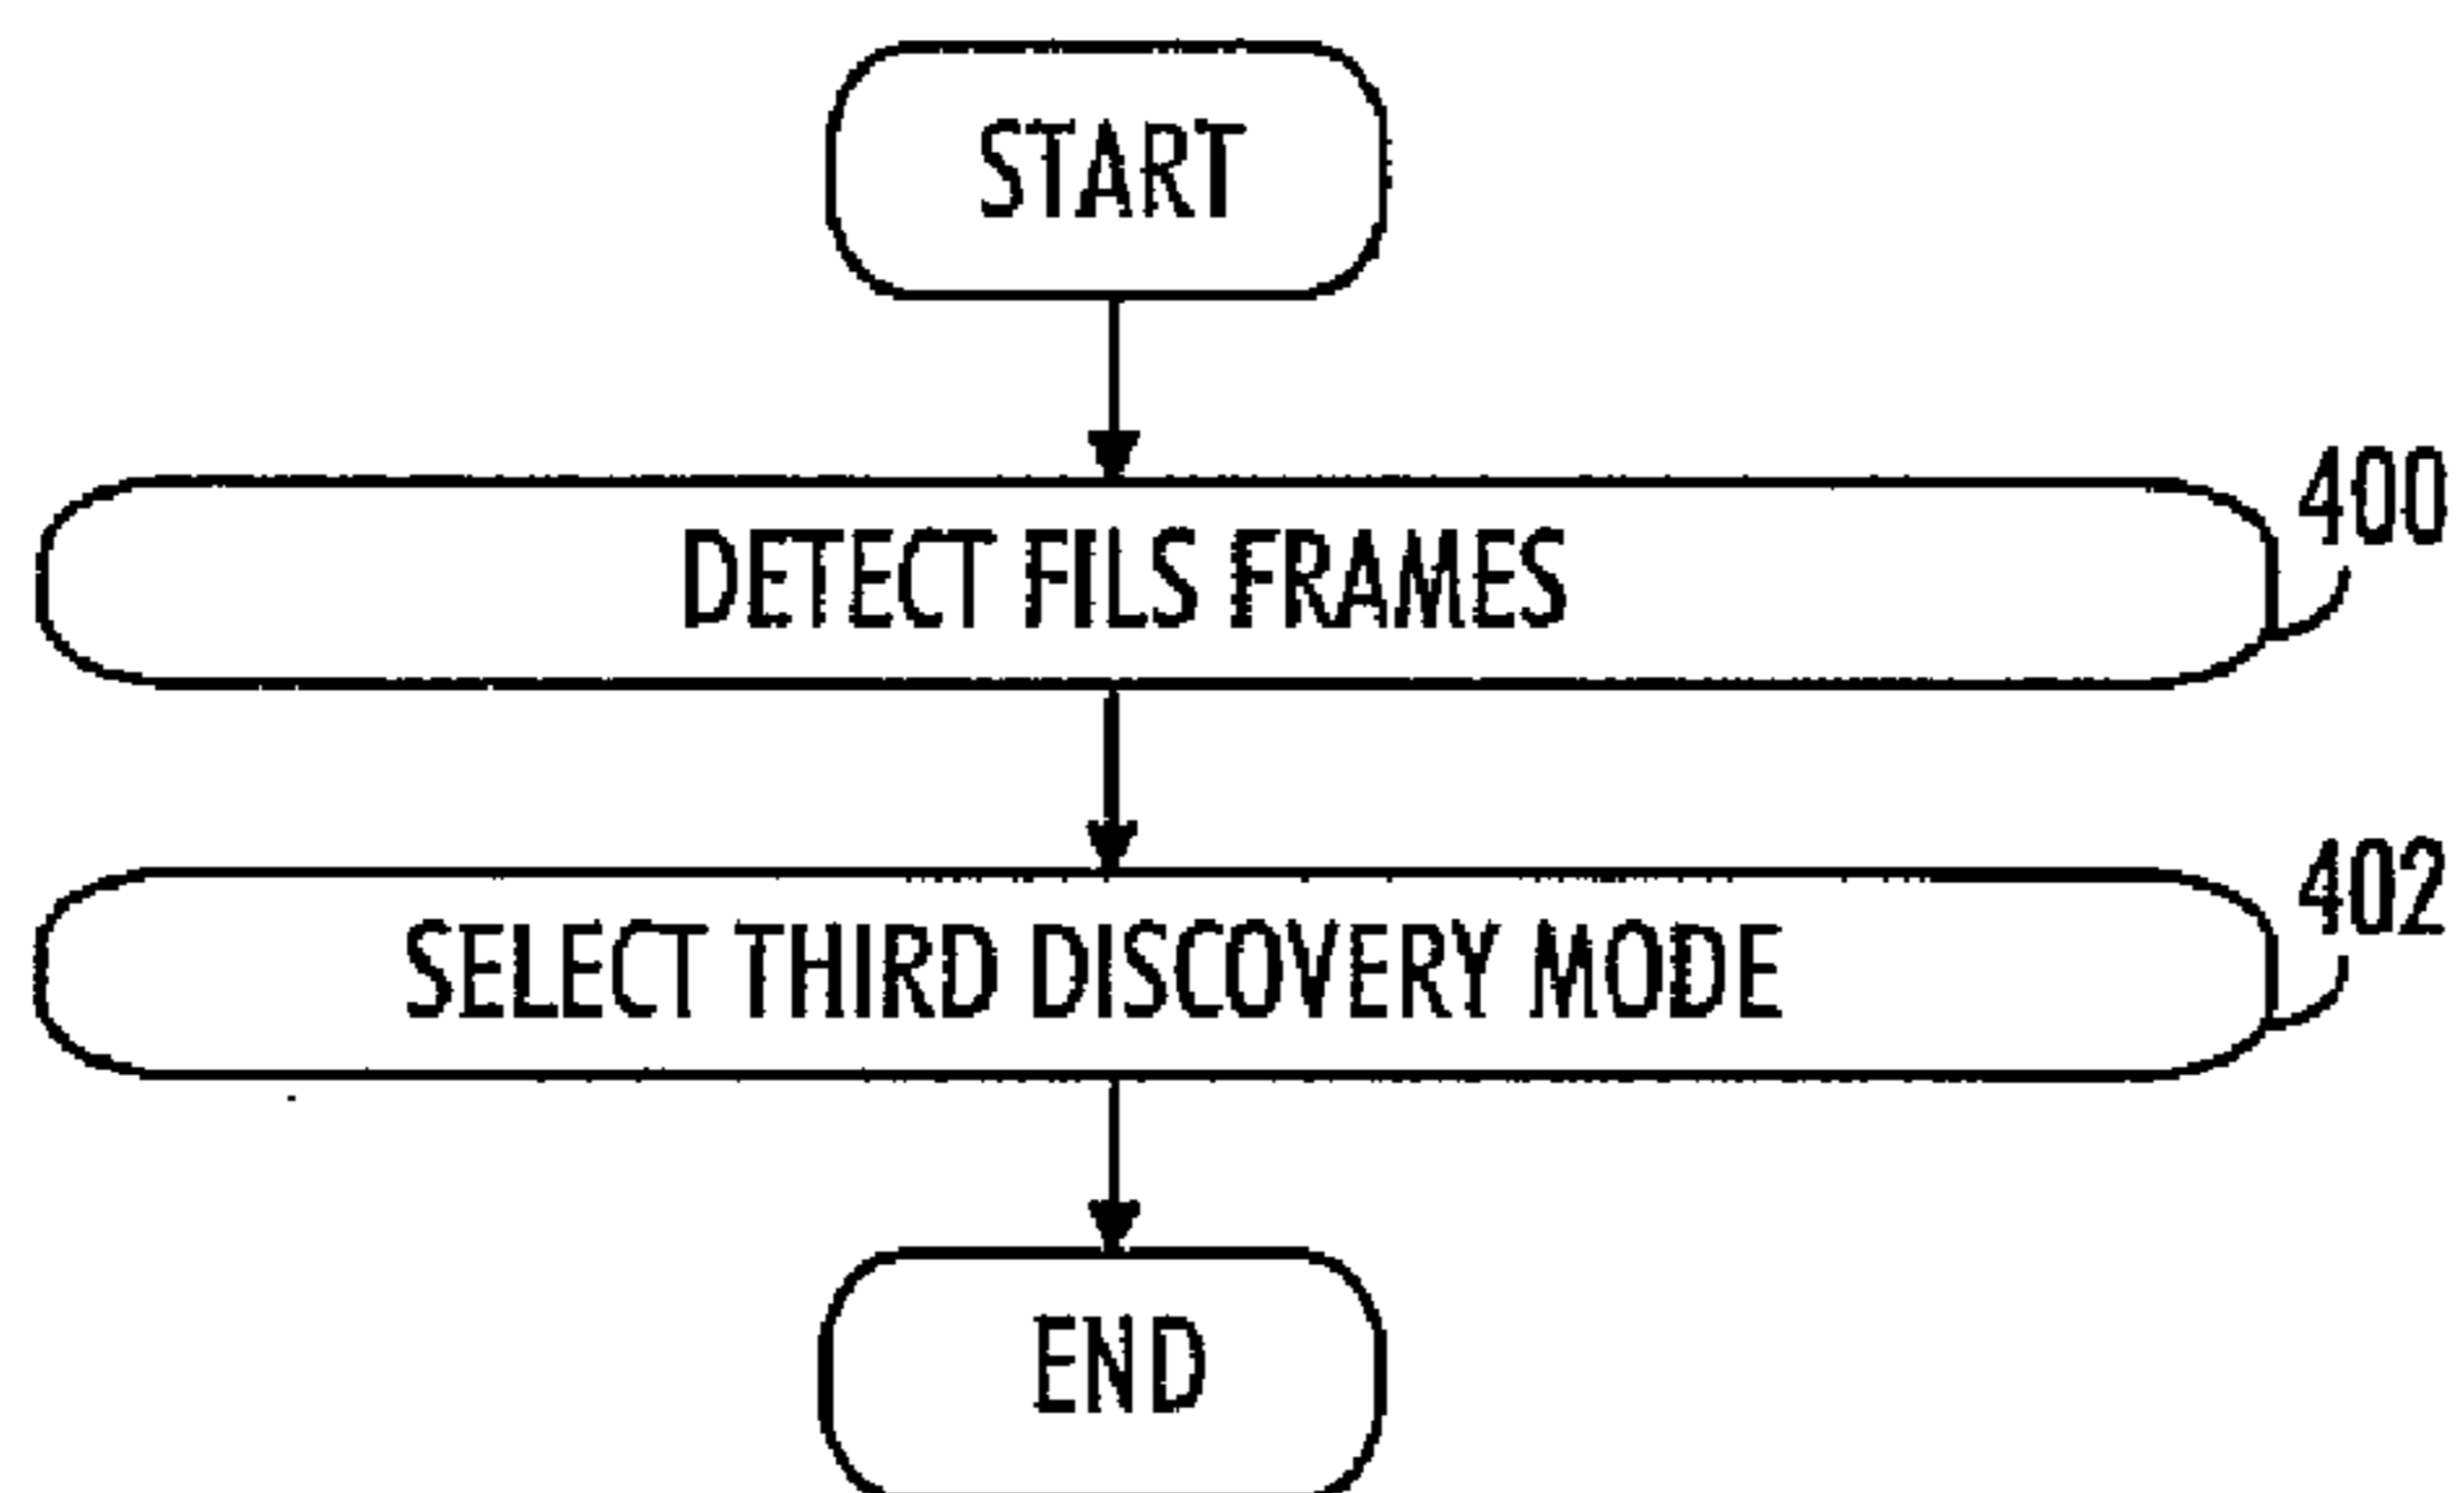 START
400
DETECT FILS FRAMES
402
SELECT THIRD DISCOVERY MODE
END